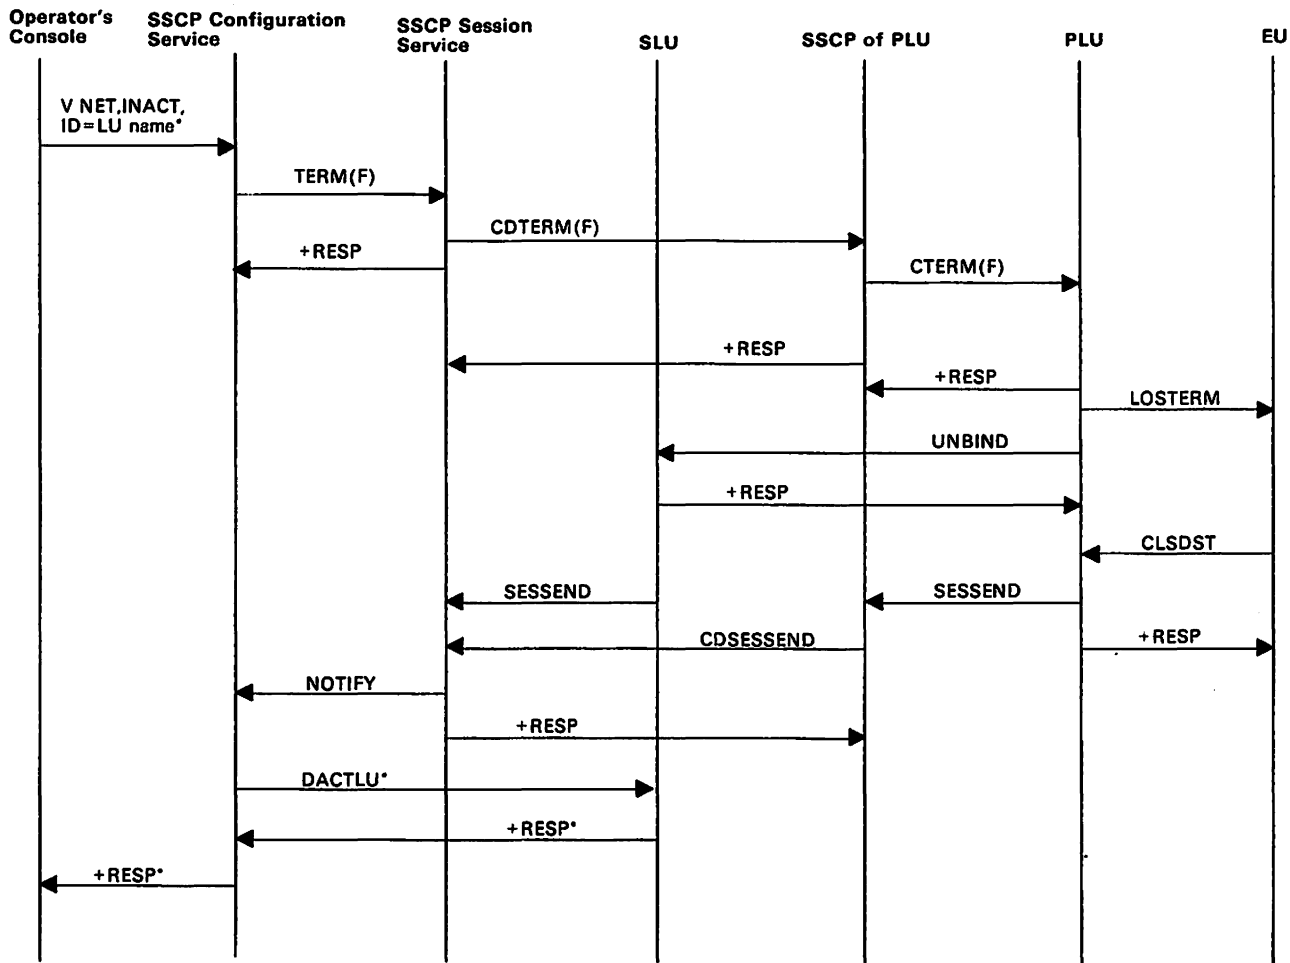 Operator's
Console
SSCP Configuration
Service
SSCP Session
Service
SLU
SSCP of PLU
PLU
EU
V NET,INACT,
ID=LU name*
TERM(F)
CDTERM(F)
+RESP
CTERM(F)
+RESP
+RESP
LOSTERM
UNBIND
+RESP
CLSDST
SESSEND
SESSEND
CDSESSEND
+RESP
NOTIFY
+RESP
DACTLU*
+RESP*
+RESP*